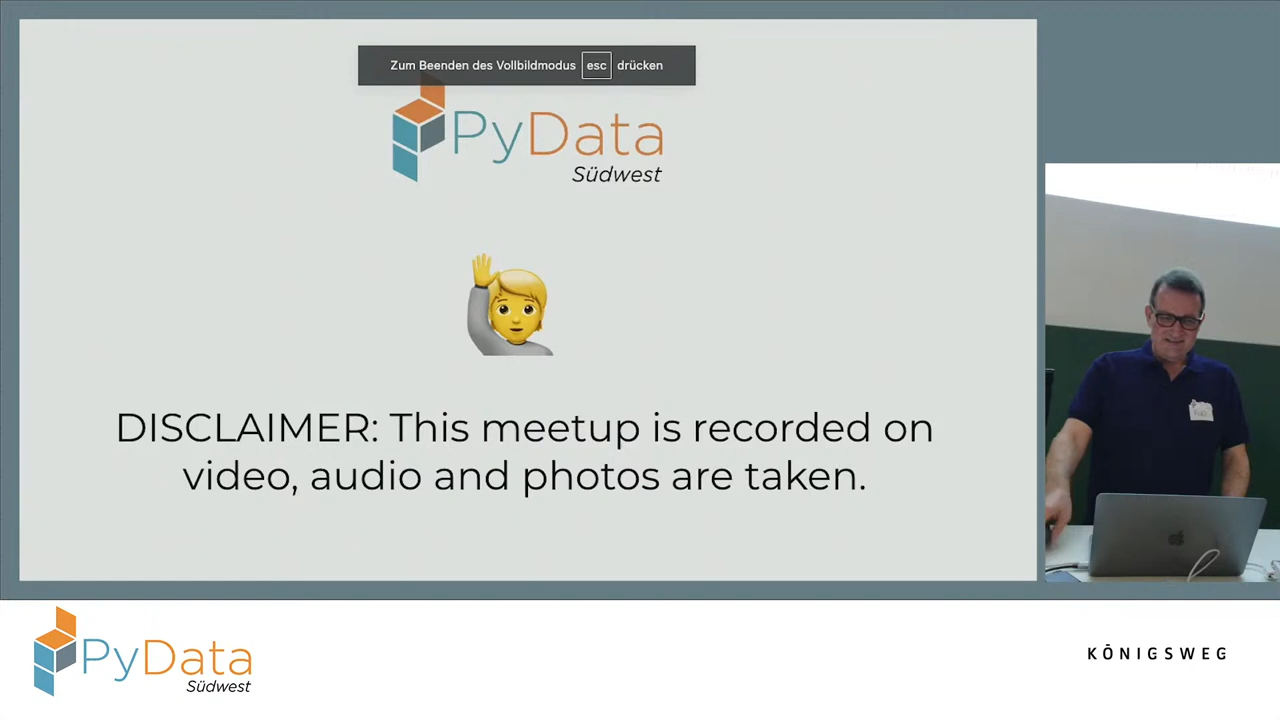 Zum Beenden des Vollbildmodus esc drücken
PyData
Südwest
DISCLAIMER: This meetup is recorded on
video, audio and photos are taken.
PyData
Südwest
KÖNIGSWEG